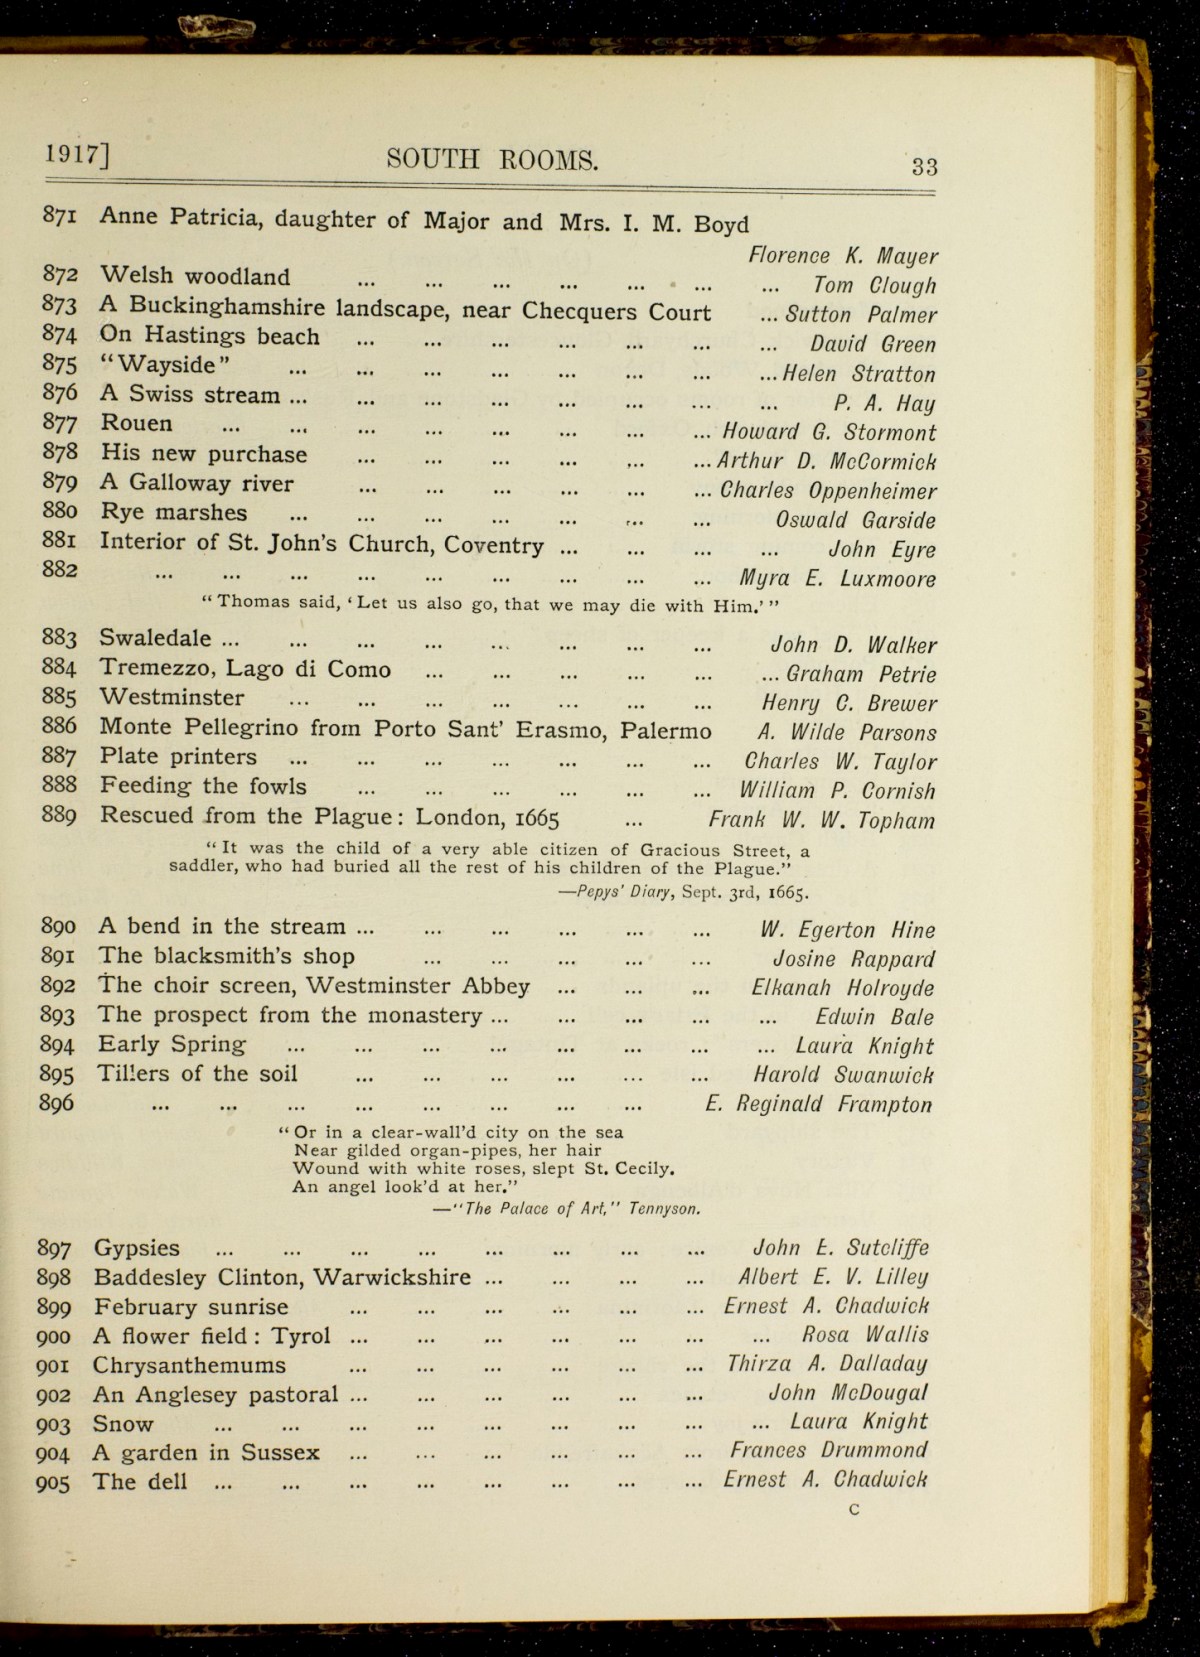 1917] SOUTH ROOMS. 33
871 Anne Patricia, daughter of Major and Mrs. I. M. Boyd
Florence K. Mayer
872 Welsh woodland ... ... ... ... ... ... ... Tom Clough
873 A Buckinghamshire landscape, near Checquers Court ... Sutton Palmer
874 On Hastings beach ... ... ... ... ... ... ... David Green
875 "Wayside" ... ... ... ... ... ... ... ... Helen Stratton
876 A Swiss stream ... ... ... ... ... ... ... ... P. A. Hay
877 Rouen ... ... ... ... ... ... ... ... Howard G. Stormont
878 His new purchase ... ... ... ... ... ... Arthur D. McCormick
879 A Galloway river ... ... ... ... ... ... Charles Oppenheimer
880 Rye marshes ... ... ... ... ... ... ... Oswald Garside
881 Interior of St. John's Church, Coventry ... ... ... ... John Eyre
882 ... ... ... ... ... ... ... ... ... Myra E. Luxmoore
"Thomas said, 'Let us also go, that we may die with Him.'"
883 Swaledale ... ... ... ... ... ... ... ... John D. Walker
884 Tremezzo, Lago di Como ... ... ... ... ... ... Graham Petrie
885 Westminster ... ... ... ... ... ... ... Henry C. Brewer
886 Monte Pellegrino from Porto Sant' Erasmo, Palermo A. Wilde Parsons
887 Plate printers ... ... ... ... ... ... ... Charles W. Taylor
888 Feeding the fowls ... ... ... ... ... ... William P. Cornish
889 Rescued from the Plague: London, 1665 ... Frank W. W. Topham
"It was the child of a very able citizen of Gracious Street, a
saddler, who had buried all the rest of his children of the Plague."
—Pepys' Diary, Sept. 3rd, 1665.
890 A bend in the stream ... ... ... ... ... ... W. Egerton Hine
891 The blacksmith's shop ... ... ... ... ... Josine Rappard
892 The choir screen, Westminster Abbey ... ... ... Elkanah Holroyde
893 The prospect from the monastery ... ... ... ... ... Edwin Bale
894 Early Spring ... ... ... ... ... ... ... ... Laura Knight
895 Tillers of the soil ... ... ... ... ... ... Harold Swanwick
896 ... ... ... ... ... ... ... ... E. Reginald Frampton
"Or in a clear-wall'd city on the sea
Near gilded organ-pipes, her hair
Wound with white roses, slept St. Cecily.
An angel look'd at her."
—"The Palace of Art," Tennyson.
897 Gypsies ... ... ... ... ... ... ... ... John E. Sutcliffe
898 Baddesley Clinton, Warwickshire ... ... ... ... Albert E. V. Lilley
899 February sunrise ... ... ... ... ... ... Ernest A. Chadwick
900 A flower field: Tyrol ... ... ... ... ... ... ... Rosa Wallis
901 Chrysanthemums ... ... ... ... ... ... Thirza A. Dalladay
902 An Anglesey pastoral ... ... ... ... ... ... John McDougal
903 Snow ... ... ... ... ... ... ... ... ... Laura Knight
904 A garden in Sussex ... ... ... ... ... ... Frances Drummond
905 The dell ... ... ... ... ... ... ... ... Ernest A. Chadwick
C